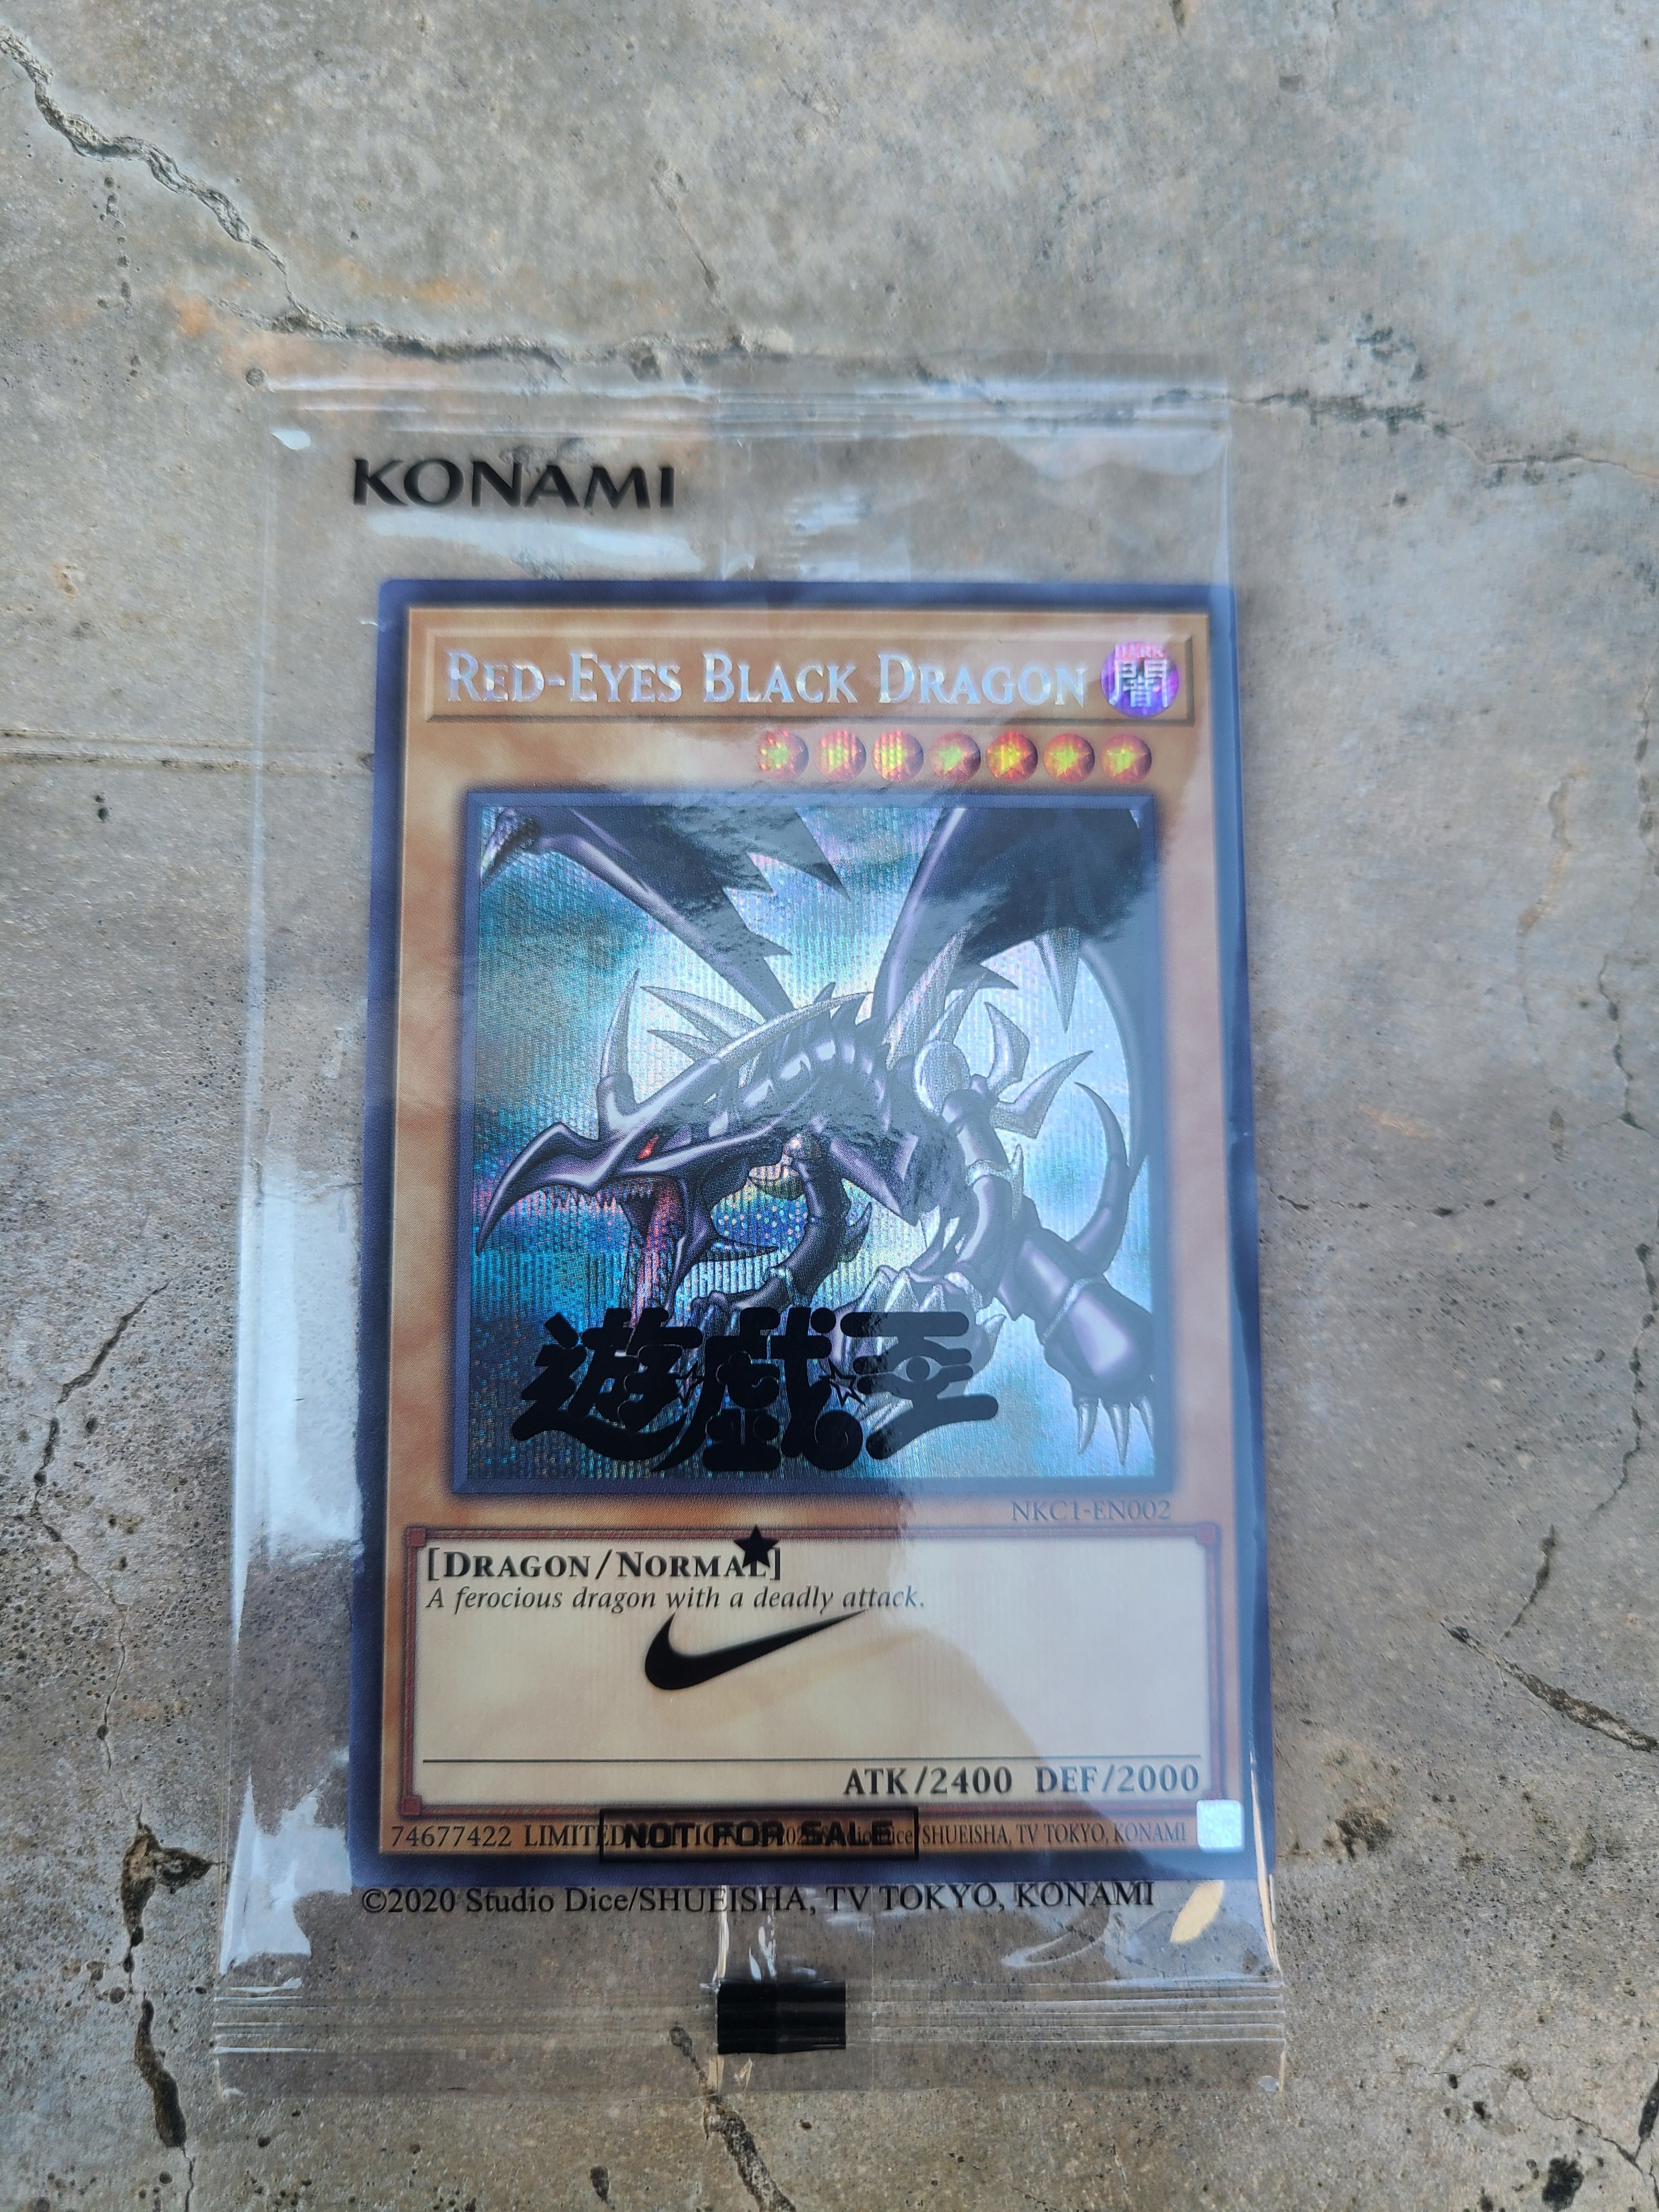 KONAMI
RED-EYES BLACK DRAGON
DARK
闇
遊戯王
NKC1-EN002
[DRAGON/NORMAL]
A ferocious dragon with a deadly attack.
ATK/2400 DEF/2000
NOT FOR SALE
74677422 LIMITED SHUEISHA, TV TOKYO, KONAMI
©2020 Studio Dice/SHUEISHA, TV TOKYO, KONAMI